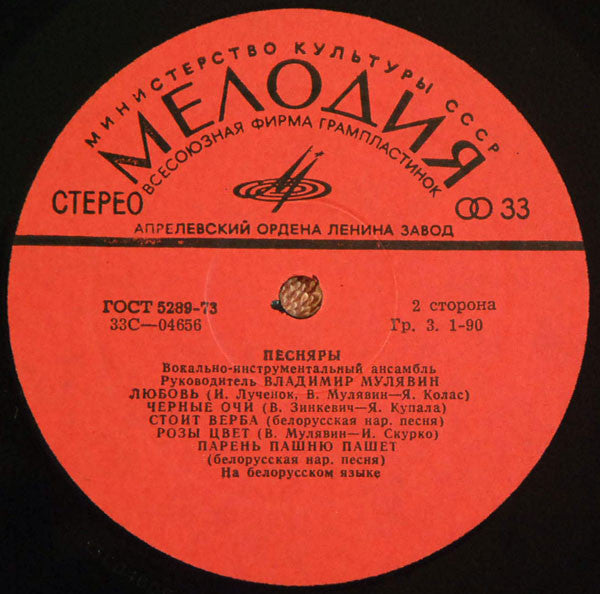 МИНИСТЕРСТВО КУЛЬТУРЫ СССР
МЕЛОДИЯ
ВСЕСОЮЗНАЯ ФИРМА ГРАМПЛАСТИНОК
СТЕРЕО
33
АПРЕЛЕВСКИЙ ОРДЕНА ЛЕНИНА ЗАВОД
ГОСТ 5289-73
2 сторона
33С—04656
Гр. 3. 1-90
ПЕСНЯРЫ
Вокально-инструментальный ансамбль
Руководитель ВЛАДИМИР МУЛЯВИН
ЛЮБОВЬ (И. Лученок, В. Мулявин—Я. Колас)
ЧЕРНЫЕ ОЧИ (В. Зинкевич—Я. Купала)
СТОИТ ВЕРБА (белорусская нар. песня)
РОЗЫ ЦВЕТ (В. Мулявин—И. Скурко)
ПАРЕНЬ ПАШНЮ ПАШЕТ
(белорусская нар. песня)
На белорусском языке